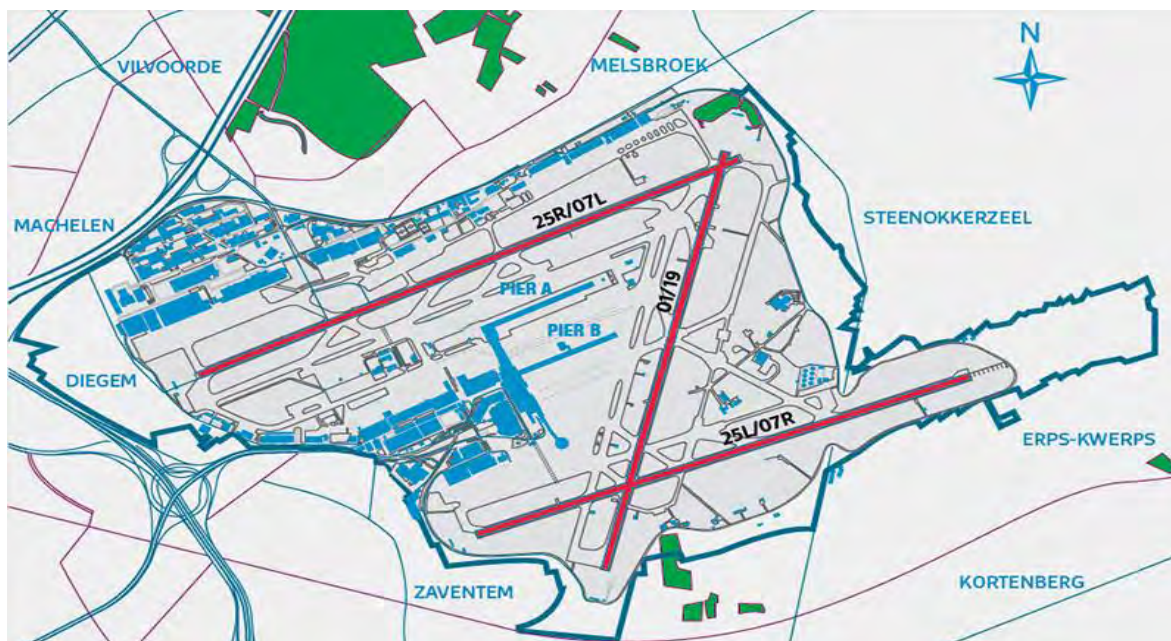 N
VILVOORDE
MELSBROEK
MACHELEN
25R/07L
STEENOKKERZEEL
PIER A
01/19
PIER B
DIEGEM
25L/07R
ERPS-KWERPS
ZAVENTEM
KORTENBERG